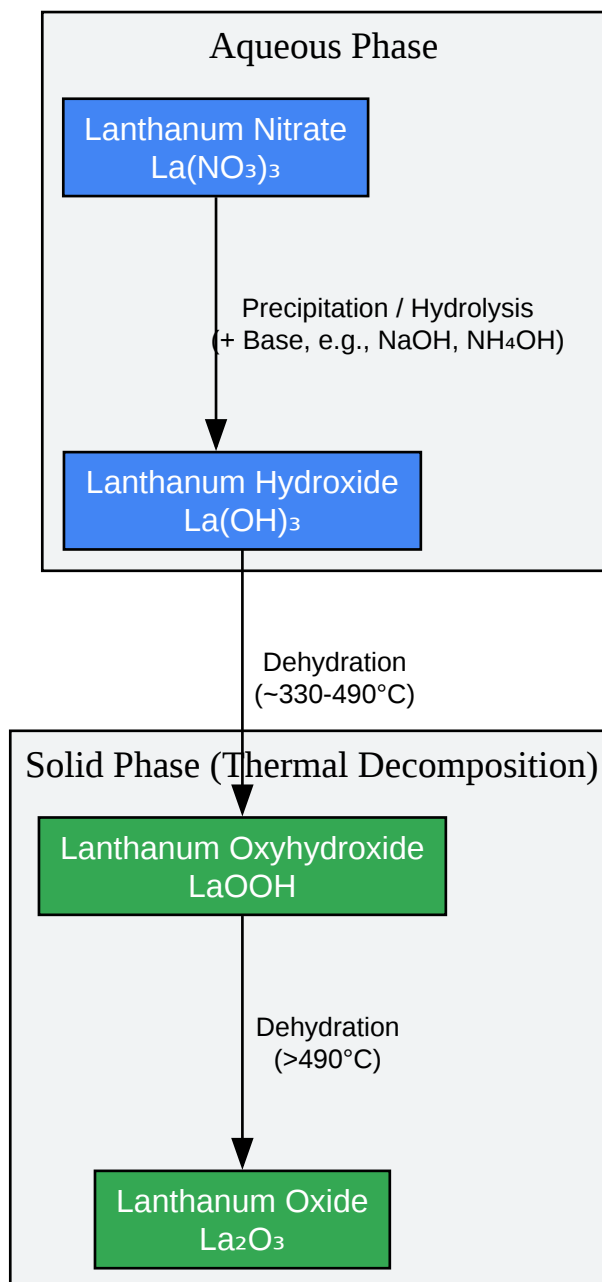 Aqueous Phase
Lanthanum Nitrate
La(NO₃)₃
Precipitation / Hydrolysis
(+ Base, e.g., NaOH, NH₄OH)
Lanthanum Hydroxide
La(OH)₃
Dehydration
(~330-490°C)
Solid Phase (Thermal Decomposition)
Lanthanum Oxyhydroxide
LaOOH
Dehydration
(>490°C)
Lanthanum Oxide
La₂O₃